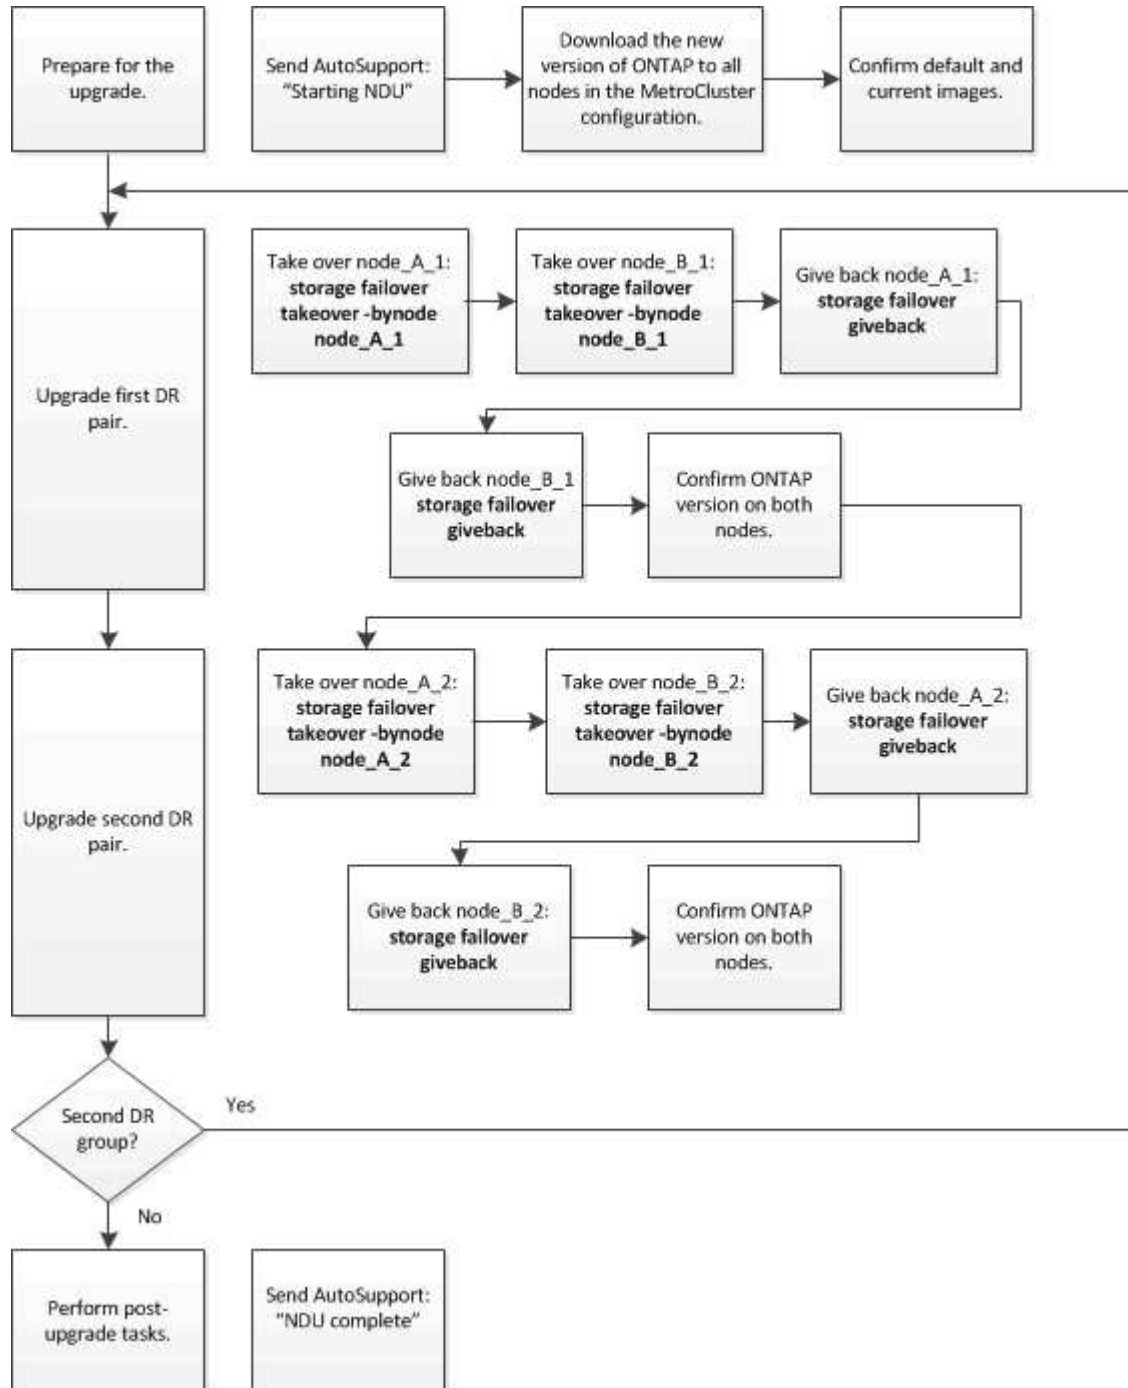 Prepare for the
upgrade.
Send AutoSupport:
“Starting NDU”
Download the new
version of ONTAP to all
nodes in the MetroCluster
configuration.
Confirm default and
current images.
Upgrade first DR
pair.
Take over node_A_1:
storage failover
takeover -bynode
node_A_1
Take over node_B_1:
storage failover
takeover -bynode
node_B_1
Give back node_A_1:
storage failover
giveback
Give back node_B_1
storage failover
giveback
Confirm ONTAP
version on both
nodes.
Upgrade second DR
pair.
Take over node_A_2:
storage failover
takeover -bynode
node_A_2
Take over node_B_2:
storage failover
takeover -bynode
node_B_2
Give back node_A_2:
storage failover
giveback
Give back node_B_2:
storage failover
giveback
Confirm ONTAP
version on both
nodes.
Second DR
group?
Yes
No
Perform post-
upgrade tasks.
Send AutoSupport:
“NDU complete”